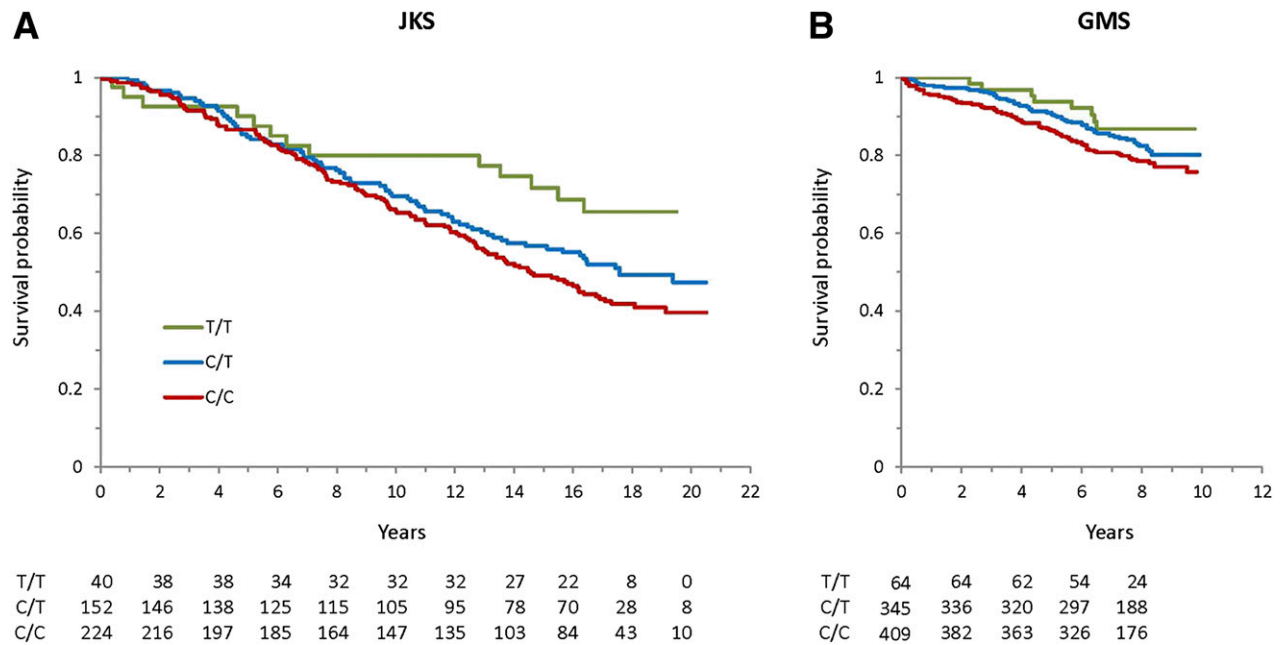 A JKS
1
0.8
0.6
0.4
0.2
0
Survival probability
T/T
C/T
C/C
0 2 4 6 8 10 12 14 16 18 20 22
Years
T/T 40 38 38 34 32 32 32 27 22 8 0
C/T 152 146 138 125 115 105 95 78 70 28 8
C/C 224 216 197 185 164 147 135 103 84 43 10
B GMS
1
0.8
0.6
0.4
0.2
0
Survival probability
0 2 4 6 8 10 12
Years
T/T 64 64 62 54 24
C/T 345 336 320 297 188
C/C 409 382 363 326 176